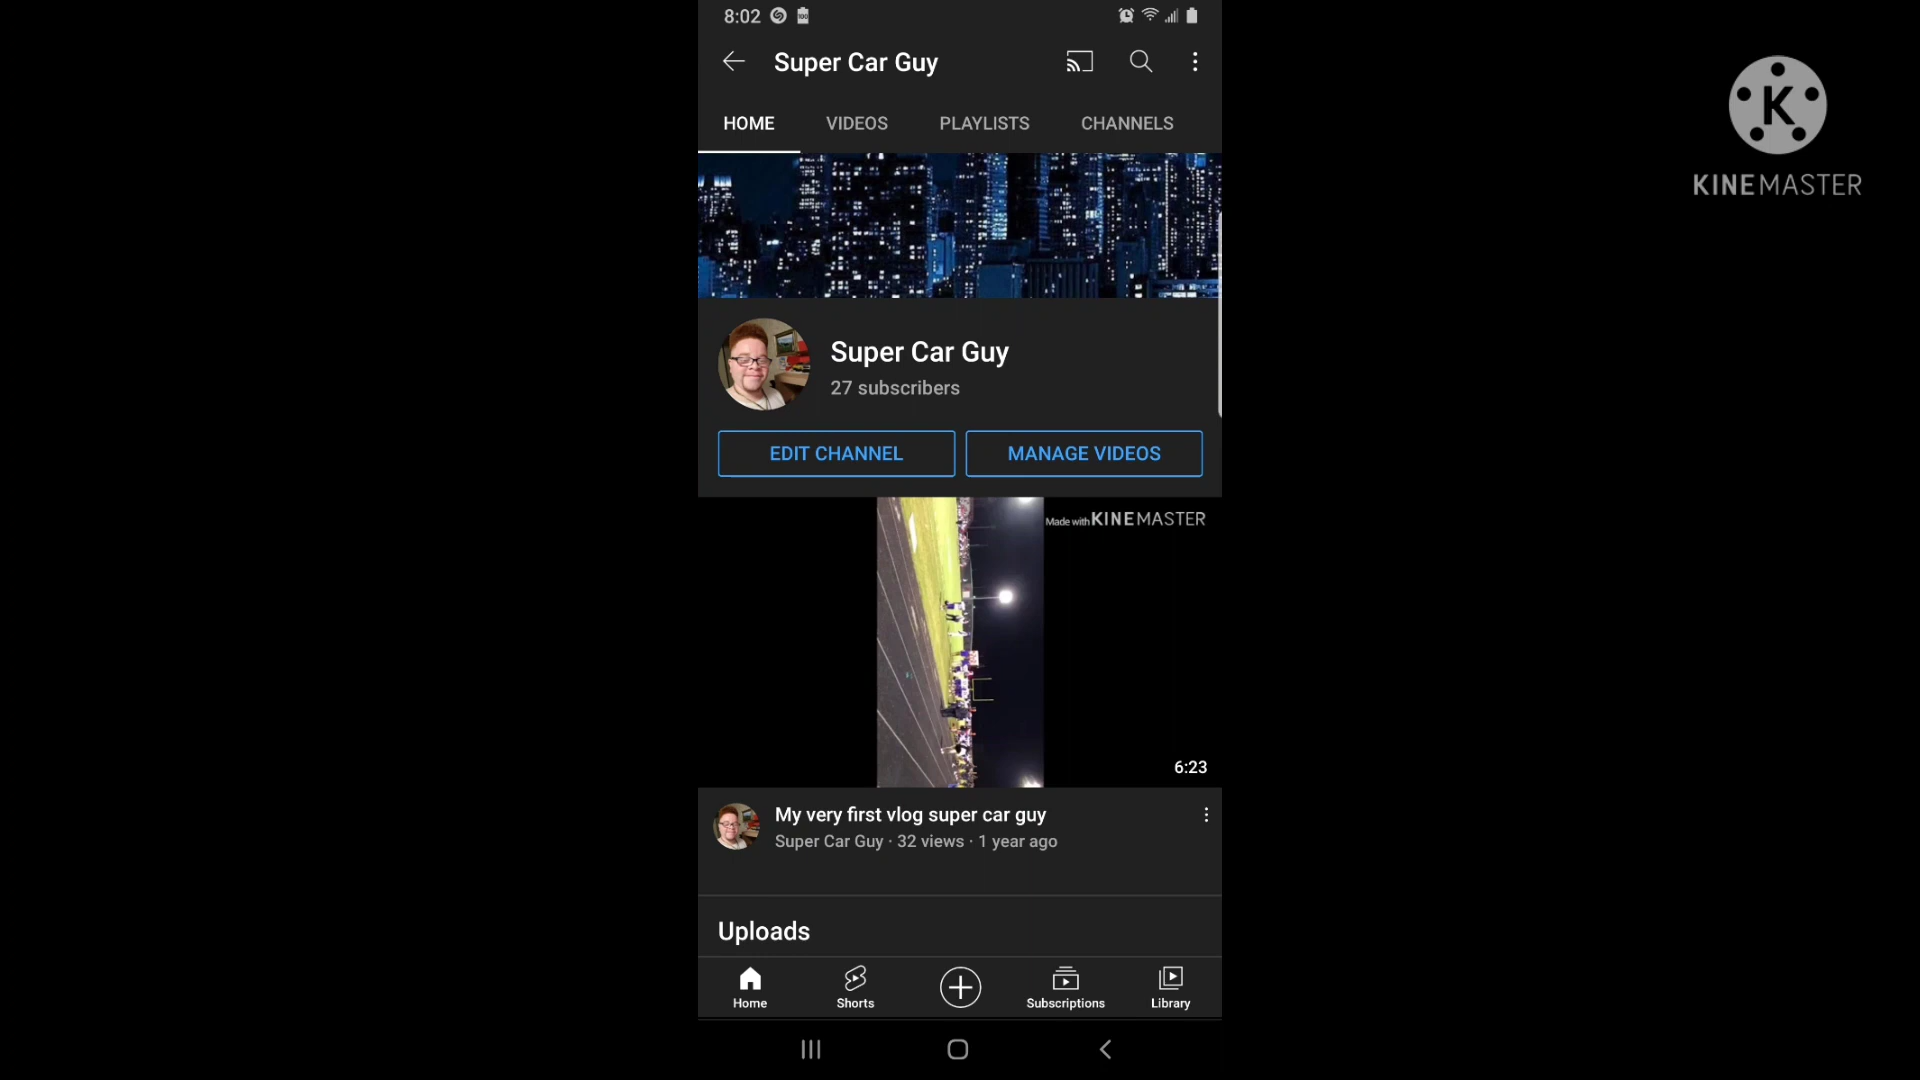 8:02
Super Car Guy
HOME VIDEOS PLAYLISTS CHANNELS
K
KINEMASTER
Super Car Guy
27 subscribers
EDIT CHANNEL MANAGE VIDEOS
Made with KINEMASTER
6:23
My very first vlog super car guy
Super Car Guy · 32 views · 1 year ago
Uploads
Home Shorts Subscriptions Library